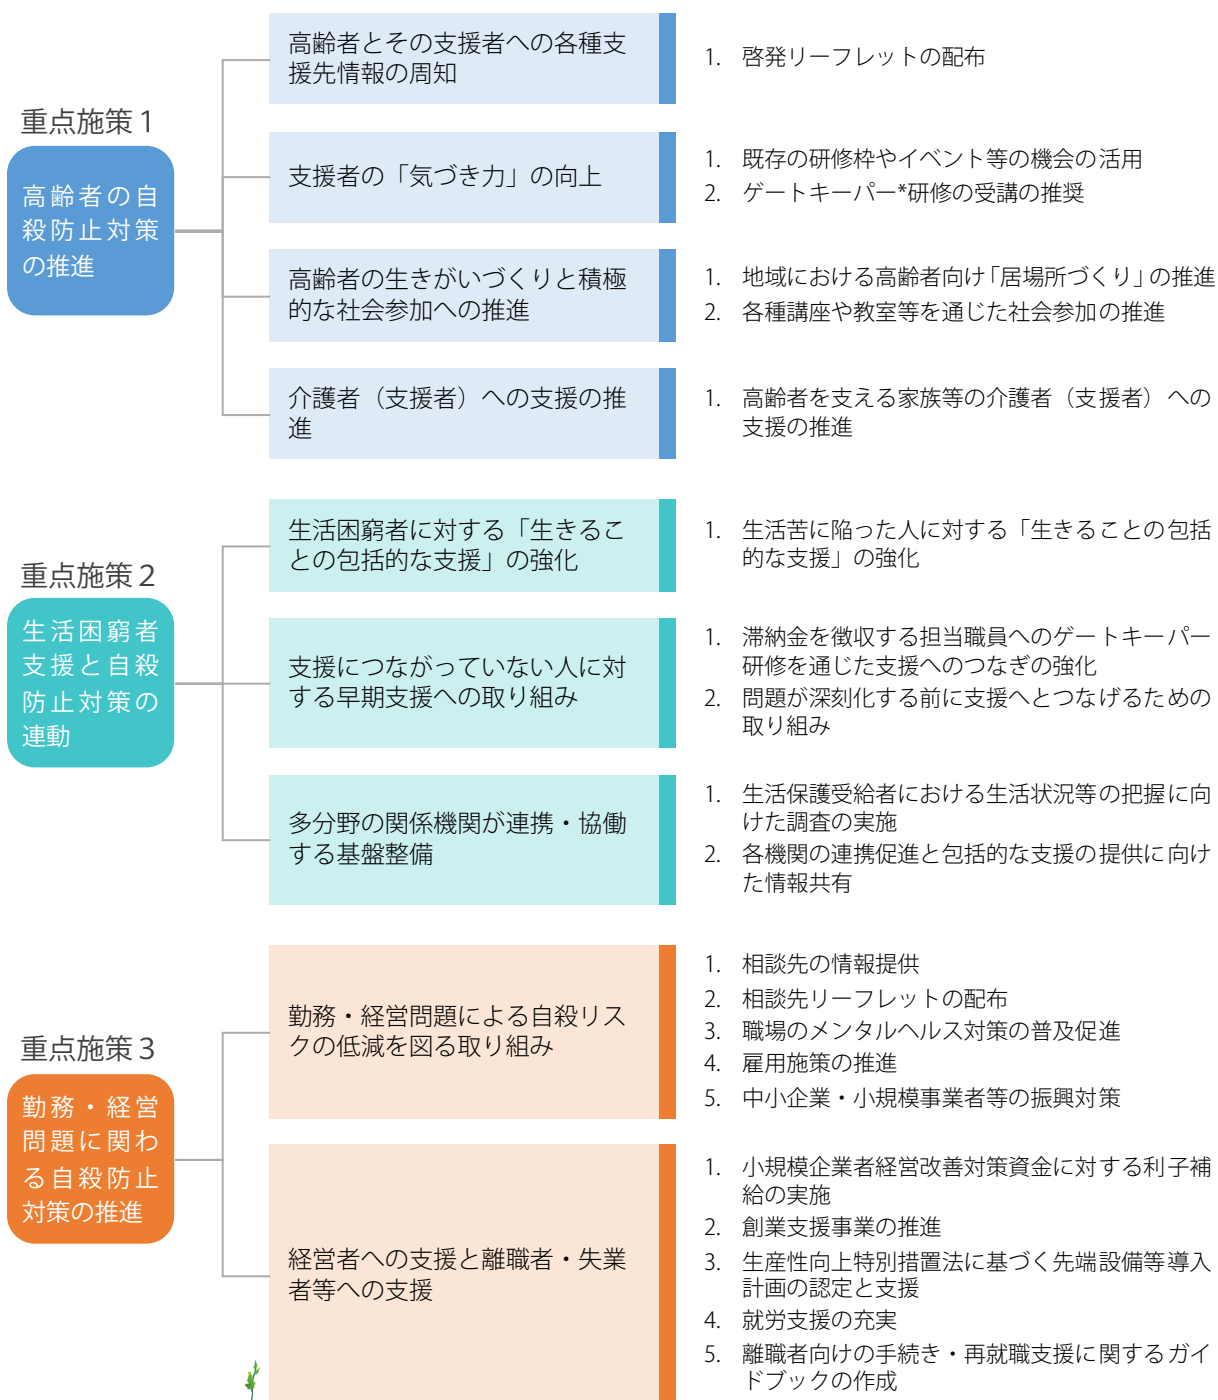 重点施策1
高齢者の自
殺防止対策
の推進
高齢者とその支援者への各種支
援先情報の周知
1. 啓発リーフレットの配布
支援者の「気づき力」の向上
1. 既存の研修枠やイベント等の機会の活用
2. ゲートキーパー*研修の受講の推奨
高齢者の生きがいづくりと積極
的な社会参加への推進
1. 地域における高齢者向け「居場所づくり」の推進
2. 各種講座や教室等を通じた社会参加の推進
介護者（支援者）への支援の推
進
1. 高齢者を支える家族等の介護者（支援者）への
支援の推進
重点施策2
生活困窮者
支援と自殺
防止対策の
連動
生活困窮者に対する「生きるこ
との包括的な支援」の強化
1. 生活苦に陥った人に対する「生きることの包括
的な支援」の強化
支援につながっていない人に対
する早期支援への取り組み
1. 滞納金を徴収する担当職員へのゲートキーパー
研修を通じた支援へのつなぎの強化
2. 問題が深刻化する前に支援へとつなげるための
取り組み
多分野の関係機関が連携・協働
する基盤整備
1. 生活保護受給者における生活状況等の把握に向
けた調査の実施
2. 各機関の連携促進と包括的な支援の提供に向け
た情報共有
重点施策3
勤務・経営
問題に関わ
る自殺防止
対策の推進
勤務・経営問題による自殺リス
クの低減を図る取り組み
1. 相談先の情報提供
2. 相談先リーフレットの配布
3. 職場のメンタルヘルス対策の普及促進
4. 雇用施策の推進
5. 中小企業・小規模事業者等の振興対策
経営者への支援と離職者・失業
者等への支援
1. 小規模企業者経営改善対策資金に対する利子補
給の実施
2. 創業支援事業の推進
3. 生産性向上特別措置法に基づく先端設備等導入
計画の認定と支援
4. 就労支援の充実
5. 離職者向けの手続き・再就職支援に関するガイ
ドブックの作成